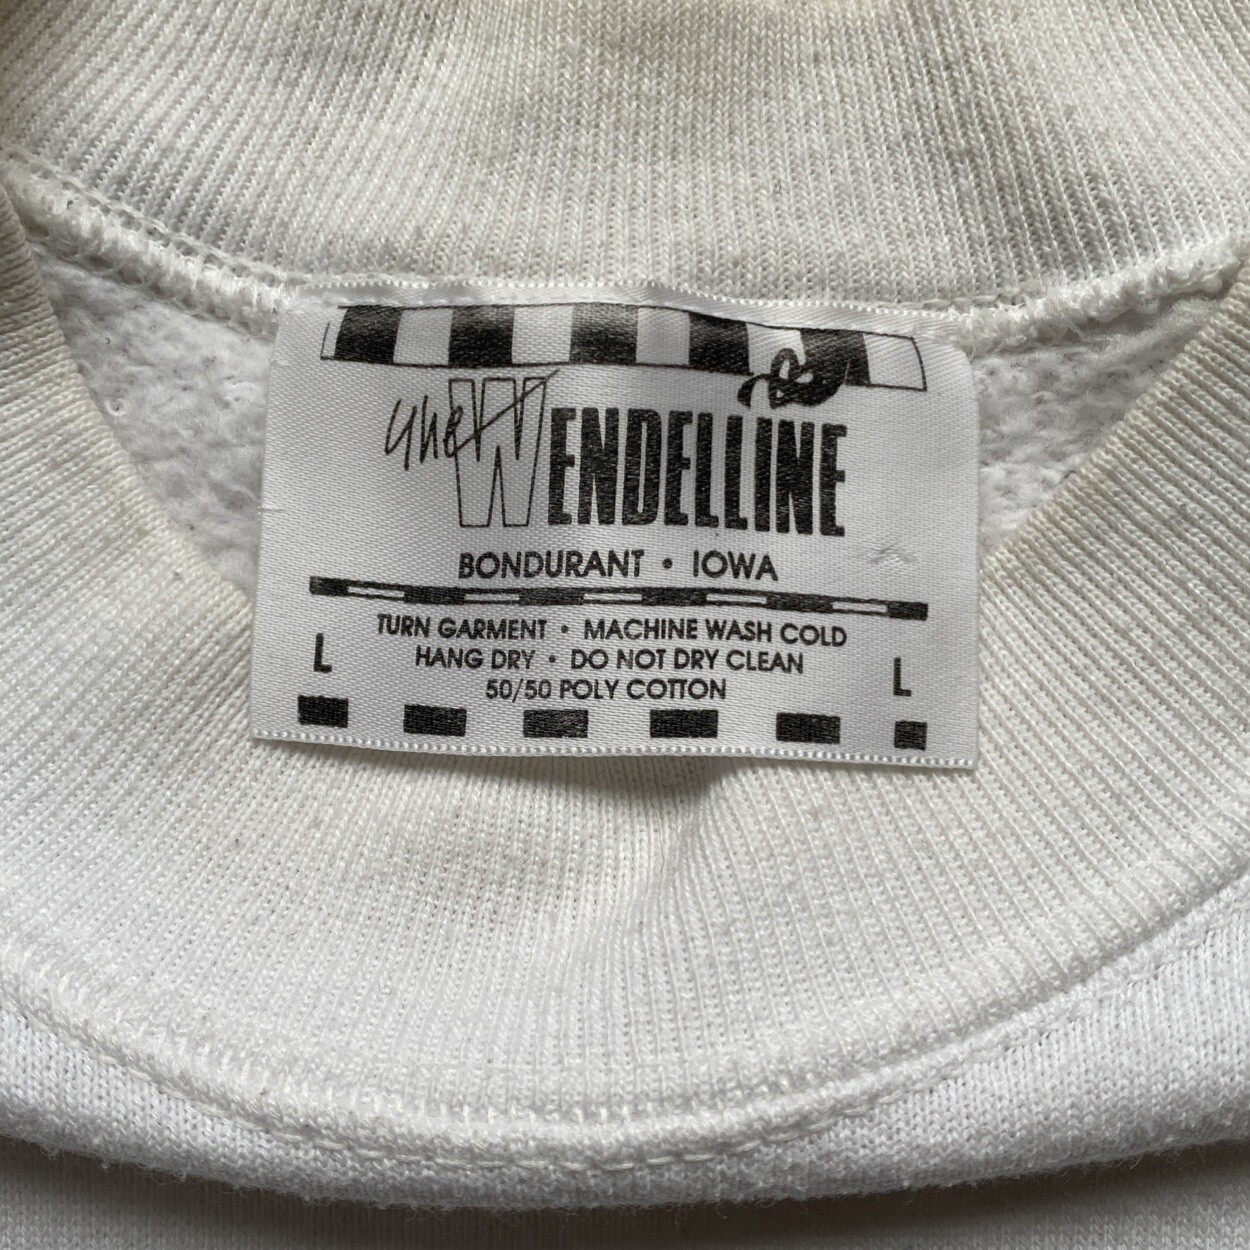 The WENDELLINE
BONDURANT • IOWA
TURN GARMENT • MACHINE WASH COLD
HANG DRY • DO NOT DRY CLEAN
50/50 POLY COTTON
L
L